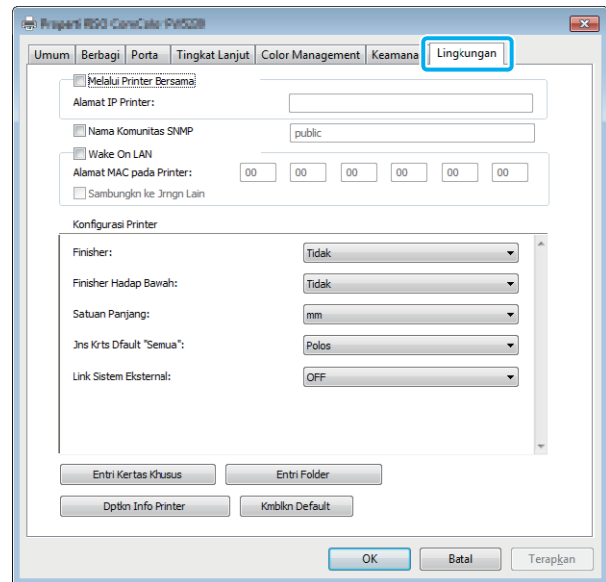 Properti RISO ComColor
Umum Berbagi Porta Tingkat Lanjut Color Management Keamana Lingkungan
Melalui Printer Bersama
Alamat IP Printer:
Nama Komunitas SNMP public
Wake On LAN
Alamat MAC pada Printer: 00 00 00 00 00 00
Sambungkn ke Jrngn Lain
Konfigurasi Printer
Finisher: Tidak
Finisher Hadap Bawah: Tidak
Satuan Panjang: mm
Jns Krts Dfault "Semua": Polos
Link Sistem Eksternal: OFF
Entri Kertas Khusus Entri Folder
Dptkn Info Printer Kmblkn Default
OK Batal Terapkan